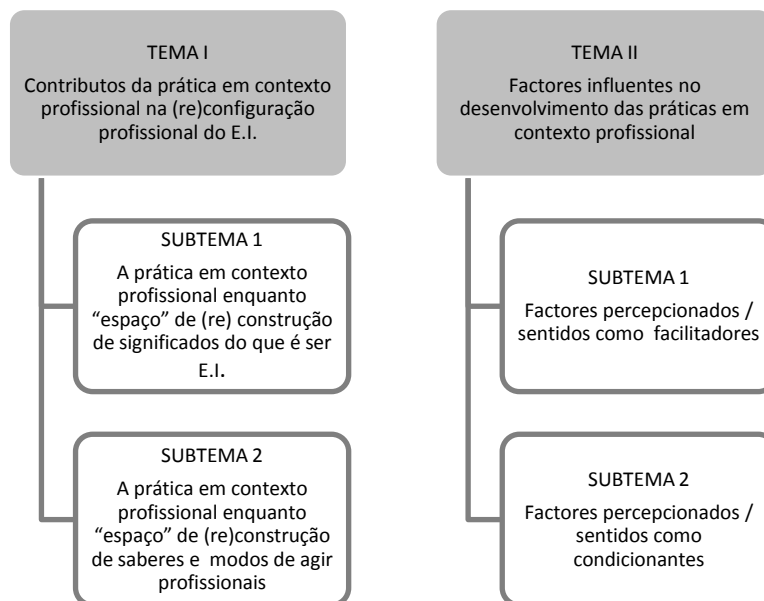 TEMA I
Contributos da prática em contexto
profissional na (re)configuração
profissional do E.I.
SUBTEMA 1
A prática em contexto
profissional enquanto
“espaço” de (re) construção
de significados do que é ser
E.I.
SUBTEMA 2
A prática em contexto
profissional enquanto
“espaço” de (re)construção
de saberes e modos de agir
profissionais
TEMA II
Factores influentes no
desenvolvimento das práticas em
contexto profissional
SUBTEMA 1
Factores percepcionados /
sentidos como facilitadores
SUBTEMA 2
Factores percepcionados /
sentidos como
condicionantes